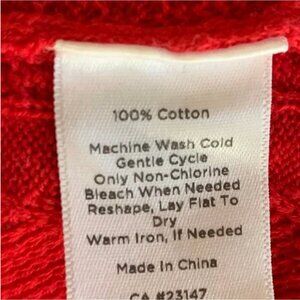 100% Cotton
Machine Wash Cold
Gentle Cycle
Only Non-Chlorine
Bleach When Needed
Reshape, Lay Flat To
Dry
Warm Iron, If Needed
Made In China
CA #23147